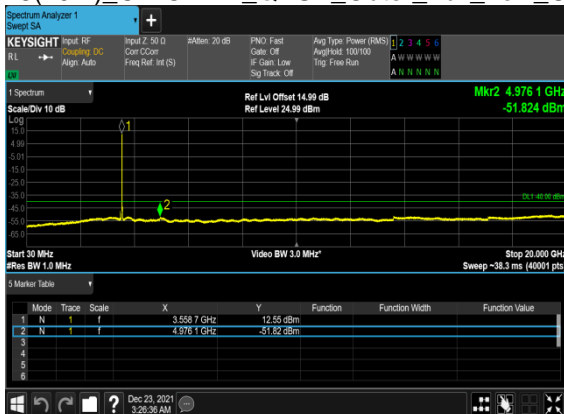 Spectrum Analyzer 1
Swept SA
+
KEYSIGHT
RL
Input: RF
Coupling: DC
Align: Auto
Input Z: 50 Ω
Corr CCorr
Freq Ref: Int (S)
#Atten: 20 dB
PNO: Fast
Gate: Off
IF Gain: Low
Sig Track: Off
Avg Type: Power (RMS)
Avg|Hold: 100/100
Trig: Free Run
1 2 3 4 5 6
A W W W W W
A N N N N N
1 Spectrum
Scale/Div 10 dB
Ref Lvl Offset 14.99 dB
Ref Level 24.99 dBm
Mkr2 4.976 1 GHz
-51.824 dBm
Log
15.0
4.99
-5.01
-15.0
-25.0
-35.0
-45.0
-55.0
-65.0
1
2
DL1 -40.00 dBm
Start 30 MHz
#Res BW 1.0 MHz
Video BW 3.0 MHz*
Stop 20.000 GHz
Sweep ~38.3 ms (40001 pts)
5 Marker Table
Mode Trace Scale X Y Function Function Width Function Value
1 N 1 f 3.558 7 GHz 12.55 dBm
2 N 1 f 4.976 1 GHz -51.82 dBm
3
4
5
6
?
Dec 23, 2021
3:26:36 AM